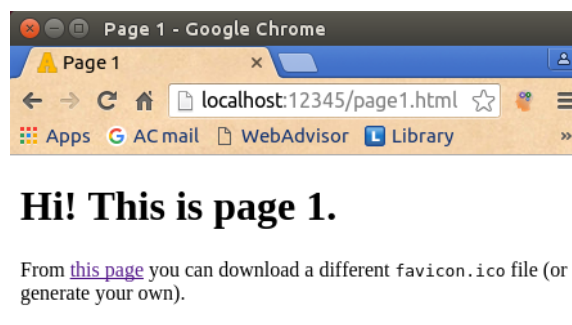 Page 1 - Google Chrome
Page 1
localhost:12345/page1.html
Apps AC mail WebAdvisor Library »
Hi! This is page 1.
From this page you can download a different favicon.ico file (or
generate your own).